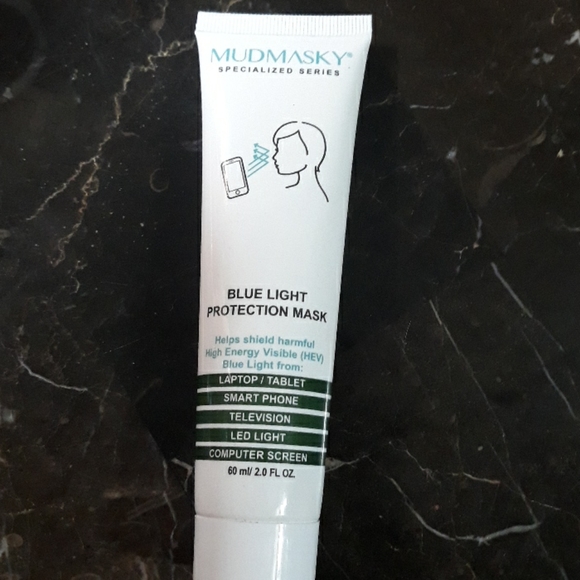 MUDMASKY®
SPECIALIZED SERIES
BLUE LIGHT
PROTECTION MASK
Helps shield harmful
High Energy Visible (HEV)
Blue Light from:
LAPTOP / TABLET
SMART PHONE
TELEVISION
LED LIGHT
COMPUTER SCREEN
60 ml/ 2.0 FL OZ.